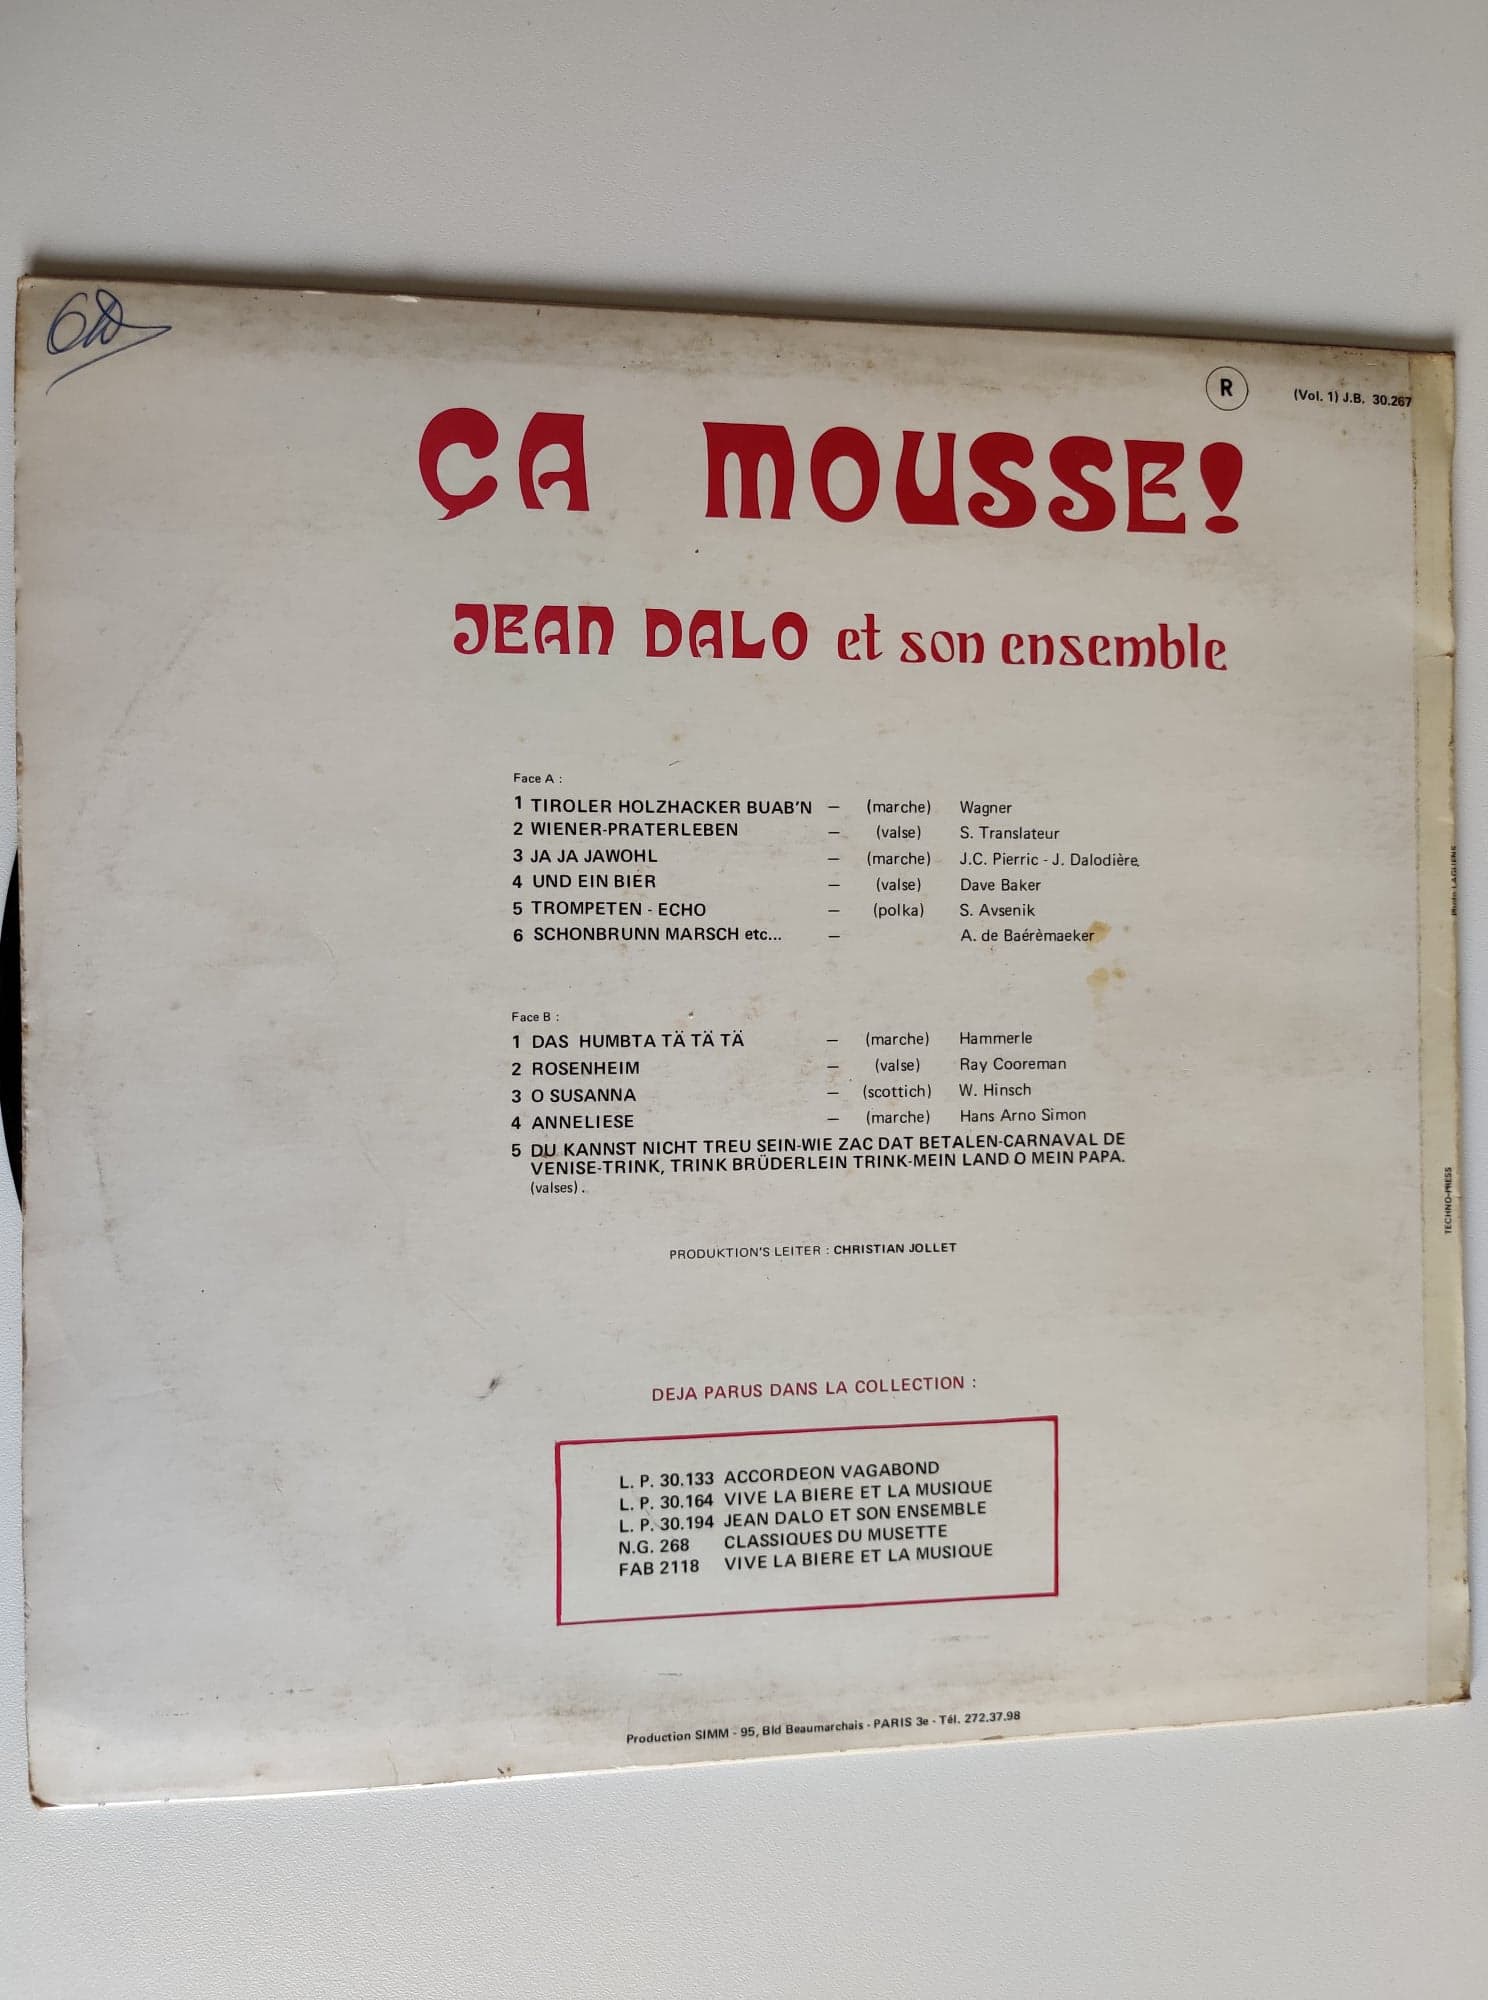 R
(Vol. 1) J.B. 30.267
ÇA MOUSSE!
JEAN DALO et son ensemble
Face A :
1 TIROLER HOLZHACKER BUAB'N – (marche) Wagner
2 WIENER-PRATERLEBEN – (valse) S. Translateur
3 JA JA JAWOHL – (marche) J.C. Pierric - J. Dalodière
4 UND EIN BIER – (valse) Dave Baker
5 TROMPETEN - ECHO – (polka) S. Avsenik
6 SCHONBRUNN MARSCH etc... – A. de Baérèmaeker
Face B :
1 DAS HUMBTA TÄ TÄ TÄ – (marche) Hammerle
2 ROSENHEIM – (valse) Ray Cooreman
3 O SUSANNA – (scottich) W. Hinsch
4 ANNELIESE – (marche) Hans Arno Simon
5 DU KANNST NICHT TREU SEIN-WIE ZAC DAT BETALEN-CARNAVAL DE
VENISE-TRINK, TRINK BRÜDERLEIN TRINK-MEIN LAND O MEIN PAPA.
(valses) .
PRODUKTION'S LEITER : CHRISTIAN JOLLET
DEJA PARUS DANS LA COLLECTION :
L. P. 30.133 ACCORDEON VAGABOND
L. P. 30.164 VIVE LA BIERE ET LA MUSIQUE
L. P. 30.194 JEAN DALO ET SON ENSEMBLE
N.G. 268 CLASSIQUES DU MUSETTE
FAB 2118 VIVE LA BIERE ET LA MUSIQUE
Production SIMM - 95, Bld Beaumarchais - PARIS 3e - Tél. 272.37.98
TECHNO-PRESS